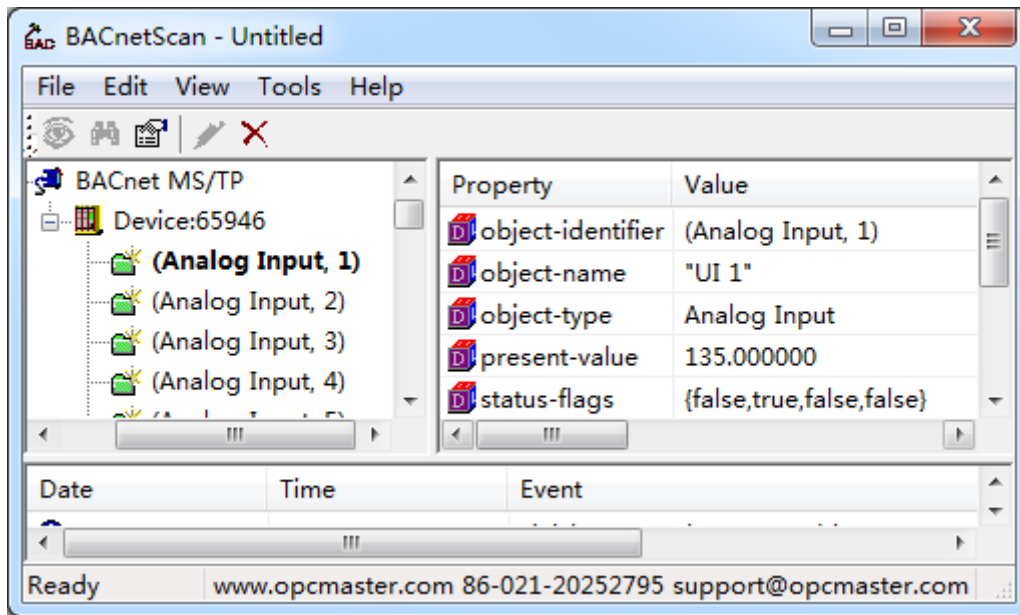 BACnetScan - Untitled
File Edit View Tools Help
BACnet MS/TP
Device:65946
(Analog Input, 1)
(Analog Input, 2)
(Analog Input, 3)
(Analog Input, 4)
Property Value
object-identifier (Analog Input, 1)
object-name "UI 1"
object-type Analog Input
present-value 135.000000
status-flags {false,true,false,false}
Date Time Event
Ready www.opcmaster.com 86-021-20252795 support@opcmaster.com